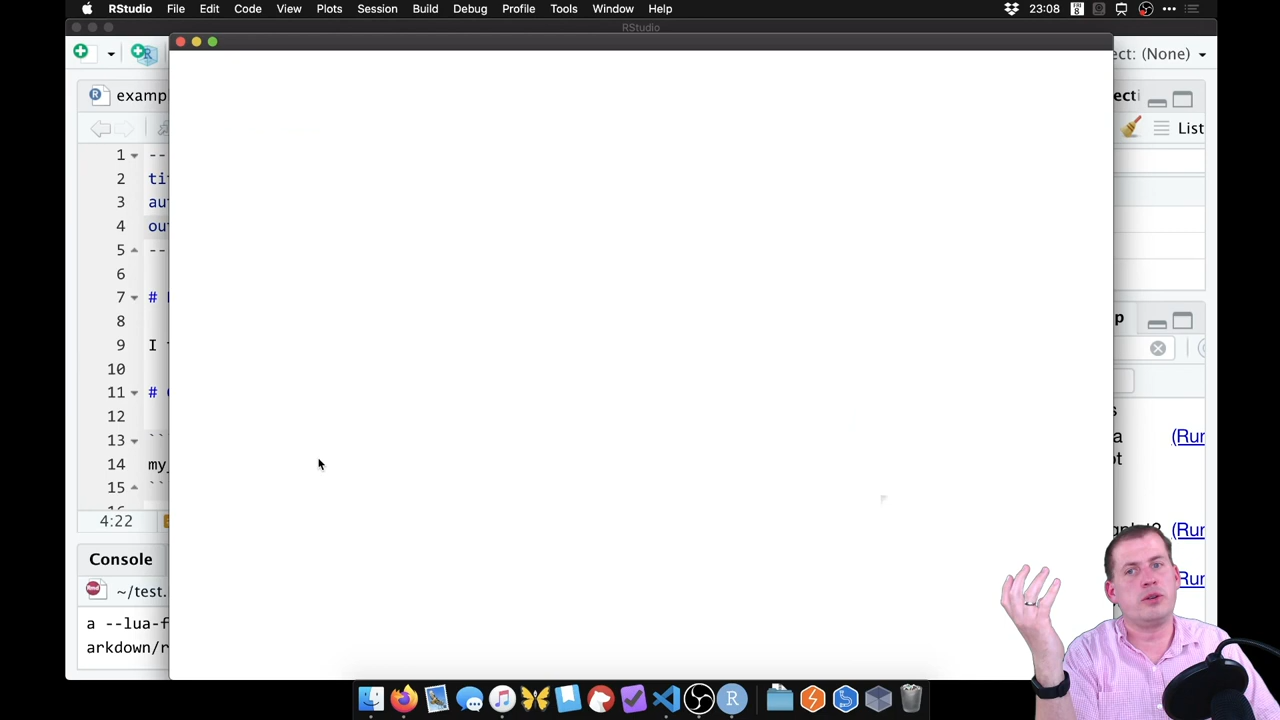 RStudio File Edit Code View Plots Session Build Debug Profile Tools Window Help 23:08
RStudio
ect: (None)
examp
ecti
List
1 --
2 ti
3 au
4 ou
5 --
6
7 #
8
9 I
10
11 #
12
13 ``
14 my
15 ``
4:22
p
s
a (Run
ot
(Run
Run
Console
~/test.
a --lua-f
arkdown/r